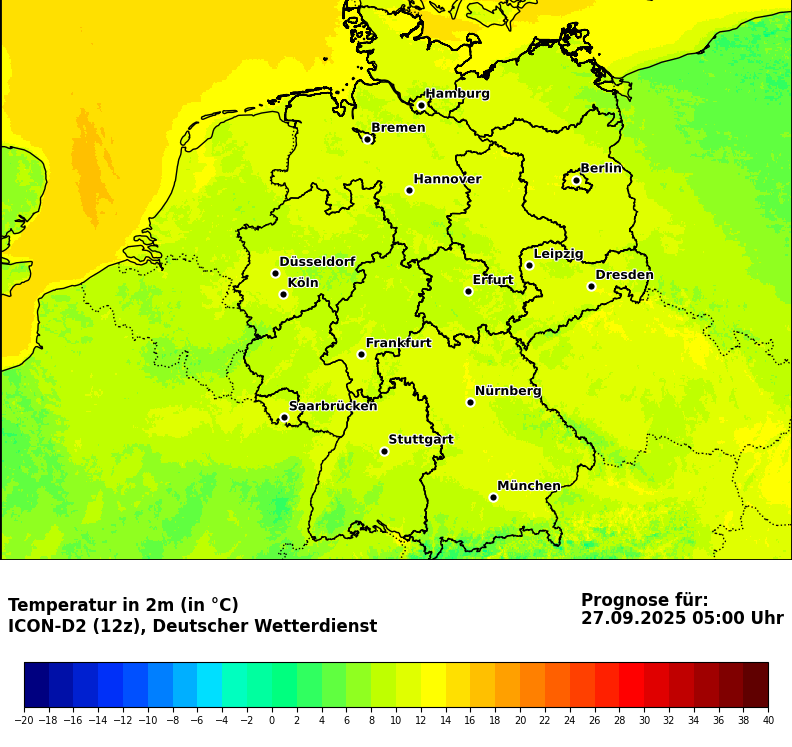 Hamburg
Bremen
Berlin
Hannover
Leipzig
Düsseldorf
Dresden
Köln
Erfurt
Frankfurt
Nürnberg
Saarbrücken
Stuttgart
München
Temperatur in 2m (in °C)
ICON-D2 (12z), Deutscher Wetterdienst
Prognose für:
27.09.2025 05:00 Uhr
−20 −18 −16 −14 −12 −10 −8 −6 −4 −2 0 2 4 6 8 10 12 14 16 18 20 22 24 26 28 30 32 34 36 38 40